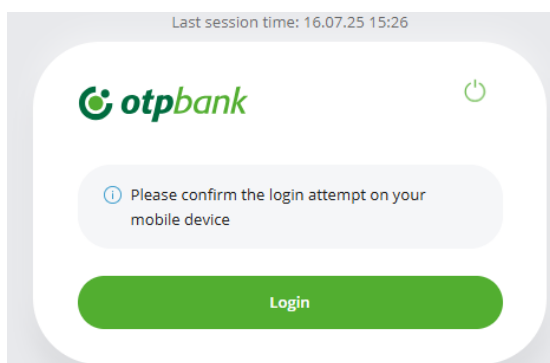 Last session time: 16.07.25 15:26
otpbank
Please confirm the login attempt on your
mobile device
Login